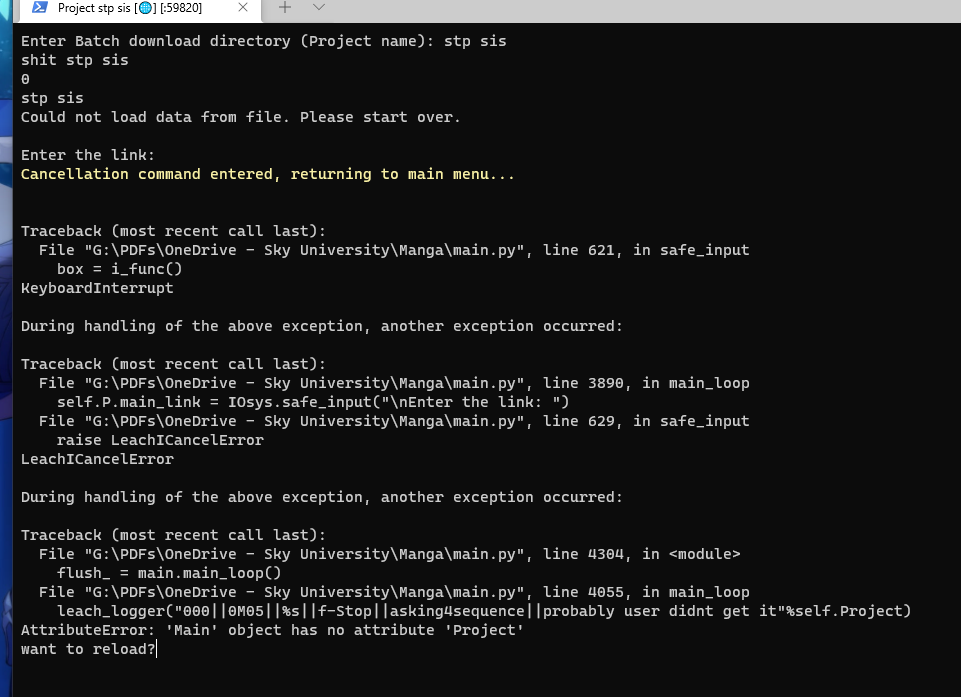 Project stp sis [🌐] [:59820]
Enter Batch download directory (Project name): stp sis
shit stp sis
0
stp sis
Could not load data from file. Please start over.
Enter the link:
Cancellation command entered, returning to main menu...
Traceback (most recent call last):
  File "G:\PDFs\OneDrive - Sky University\Manga\main.py", line 621, in safe_input
    box = i_func()
KeyboardInterrupt
During handling of the above exception, another exception occurred:
Traceback (most recent call last):
  File "G:\PDFs\OneDrive - Sky University\Manga\main.py", line 3890, in main_loop
    self.P.main_link = IOsys.safe_input("\nEnter the link: ")
  File "G:\PDFs\OneDrive - Sky University\Manga\main.py", line 629, in safe_input
    raise LeachICancelError
LeachICancelError
During handling of the above exception, another exception occurred:
Traceback (most recent call last):
  File "G:\PDFs\OneDrive - Sky University\Manga\main.py", line 4304, in <module>
    flush_ = main.main_loop()
  File "G:\PDFs\OneDrive - Sky University\Manga\main.py", line 4055, in main_loop
    leach_logger("000||0M05||%s||f-Stop||asking4sequence||probably user didnt get it"%self.Project)
AttributeError: 'Main' object has no attribute 'Project'
want to reload?